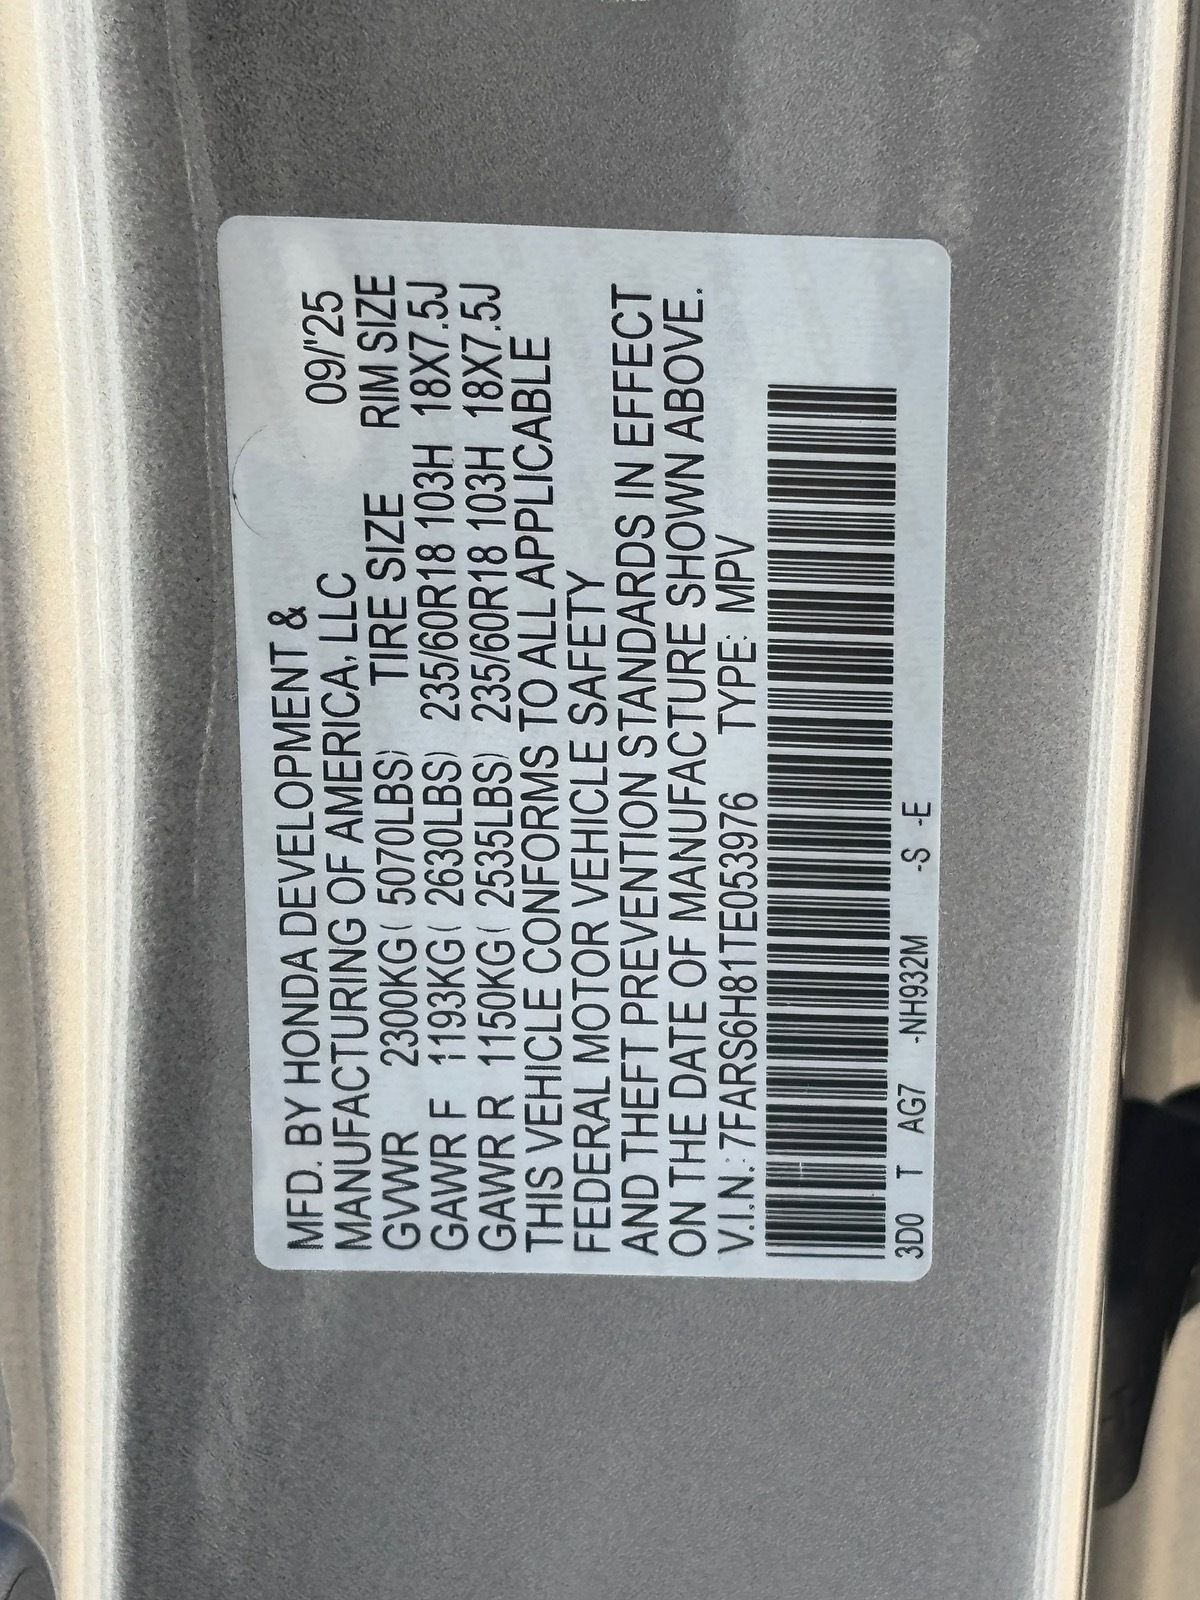 MFD. BY HONDA DEVELOPMENT &
MANUFACTURING OF AMERICA, LLC 09/'25
GVWR 2300KG( 5070LBS) TIRE SIZE RIM SIZE
GAWR F 1193KG( 2630LBS) 235/60R18 103H 18X7.5J
GAWR R 1150KG( 2535LBS) 235/60R18 103H 18X7.5J
THIS VEHICLE CONFORMS TO ALL APPLICABLE
FEDERAL MOTOR VEHICLE SAFETY
AND THEFT PREVENTION STANDARDS IN EFFECT
ON THE DATE OF MANUFACTURE SHOWN ABOVE.
V.I.N.: 7FARS6H81TE053976 TYPE: MPV
3D0 T AG7 -NH932M -S -E